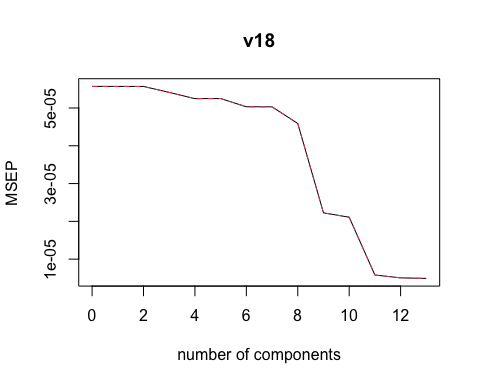 v18
MSEP
5e-05
3e-05
1e-05
0 2 4 6 8 10 12
number of components